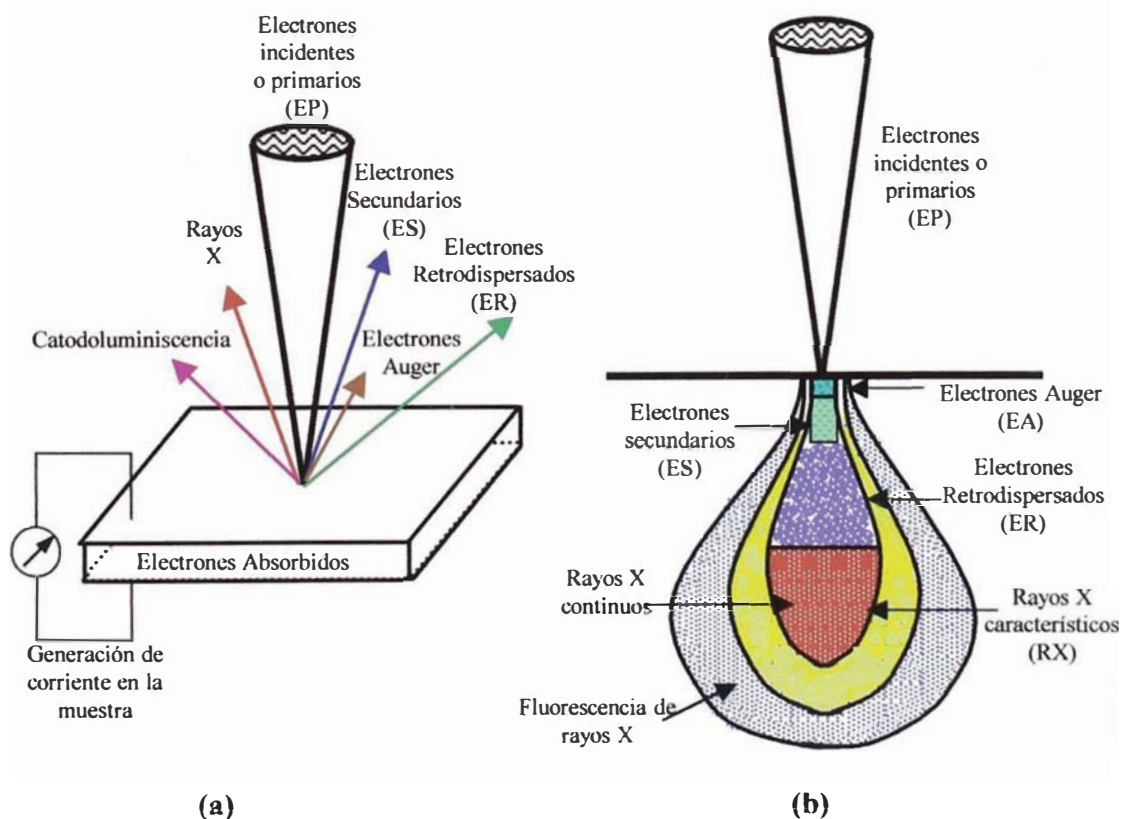 Electrones
incidentes
o primarios
(EP)
Electrones
Secundarios
(ES)
Rayos
X
Electrones
Retrodispersados
(ER)
Catodoluminiscencia
Electrones
Auger
Electrones Absorbidos
Generación de
corriente en la
muestra
(a)
Electrones
incidentes o
primarios
(EP)
Electrones Auger
(EA)
Electrones
secundarios
(ES)
Electrones
Retrodispersados
(ER)
Rayos X
continuos
Rayos X
característicos
(RX)
Fluorescencia de
rayos X
(b)